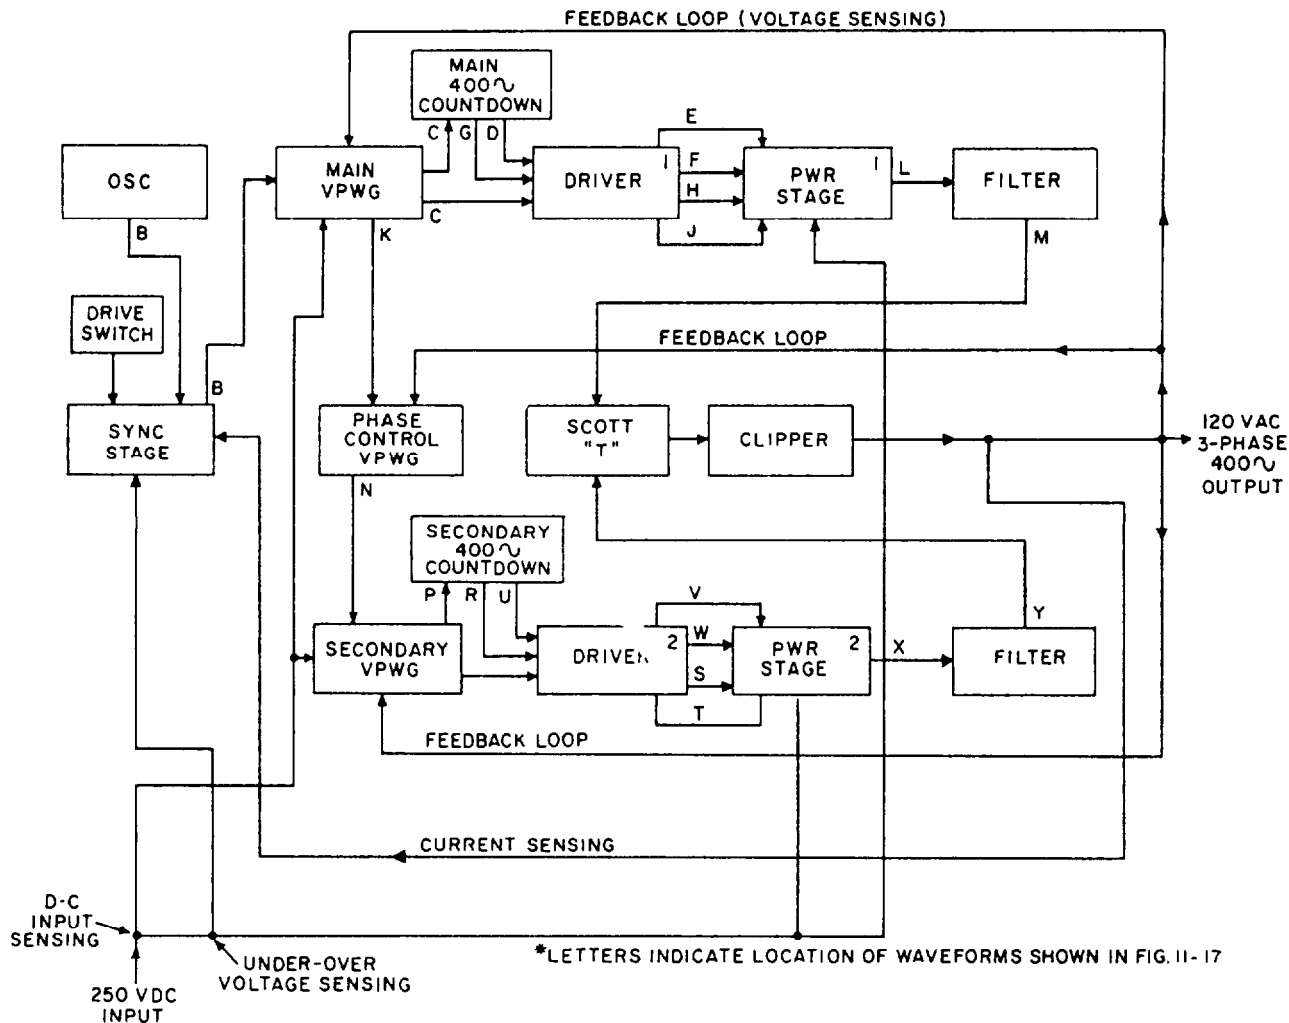 FEEDBACK LOOP (VOLTAGE SENSING)
MAIN
400~
COUNTDOWN
C G D
E
OSC
MAIN
VPWG
DRIVER
1
F
H
J
PWR
STAGE
1
L
FILTER
C
K
M
B
DRIVE
SWITCH
FEEDBACK LOOP
B
SYNC
STAGE
PHASE
CONTROL
VPWG
SCOTT
"T"
CLIPPER
120 VAC
3-PHASE
400~
OUTPUT
N
SECONDARY
400~
COUNTDOWN
P R U
V
SECONDARY
VPWG
DRIVER
2
W
S
T
PWR
STAGE
2
X
Y
FILTER
FEEDBACK LOOP
CURRENT SENSING
D-C
INPUT
SENSING
*LETTERS INDICATE LOCATION OF WAVEFORMS SHOWN IN FIG. 11-17
UNDER-OVER
VOLTAGE SENSING
250 VDC
INPUT